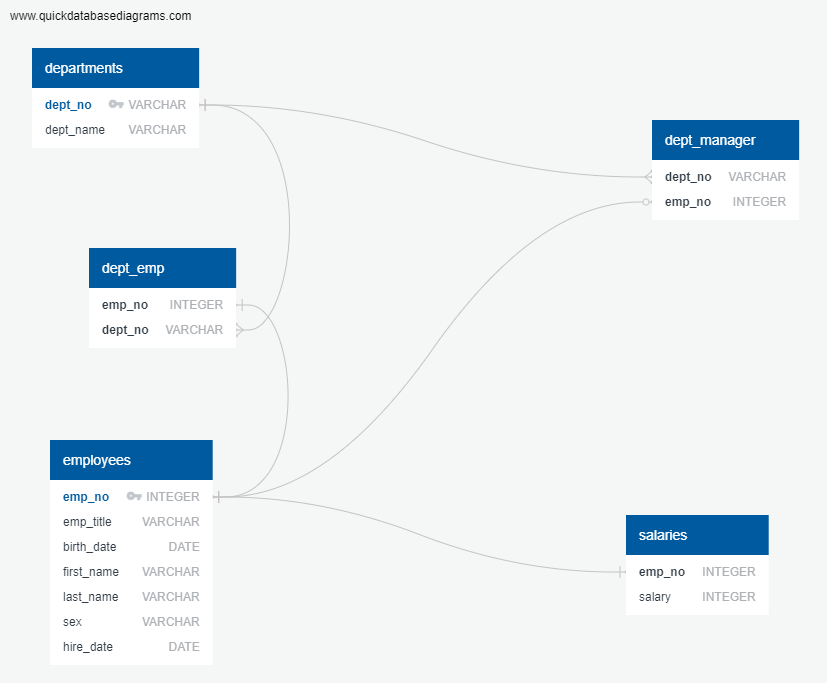 www.quickdatabasediagrams.com
departments
dept_no VARCHAR
dept_name VARCHAR
dept_manager
dept_no VARCHAR
emp_no INTEGER
dept_emp
emp_no INTEGER
dept_no VARCHAR
employees
emp_no INTEGER
emp_title VARCHAR
birth_date DATE
first_name VARCHAR
last_name VARCHAR
sex VARCHAR
hire_date DATE
salaries
emp_no INTEGER
salary INTEGER